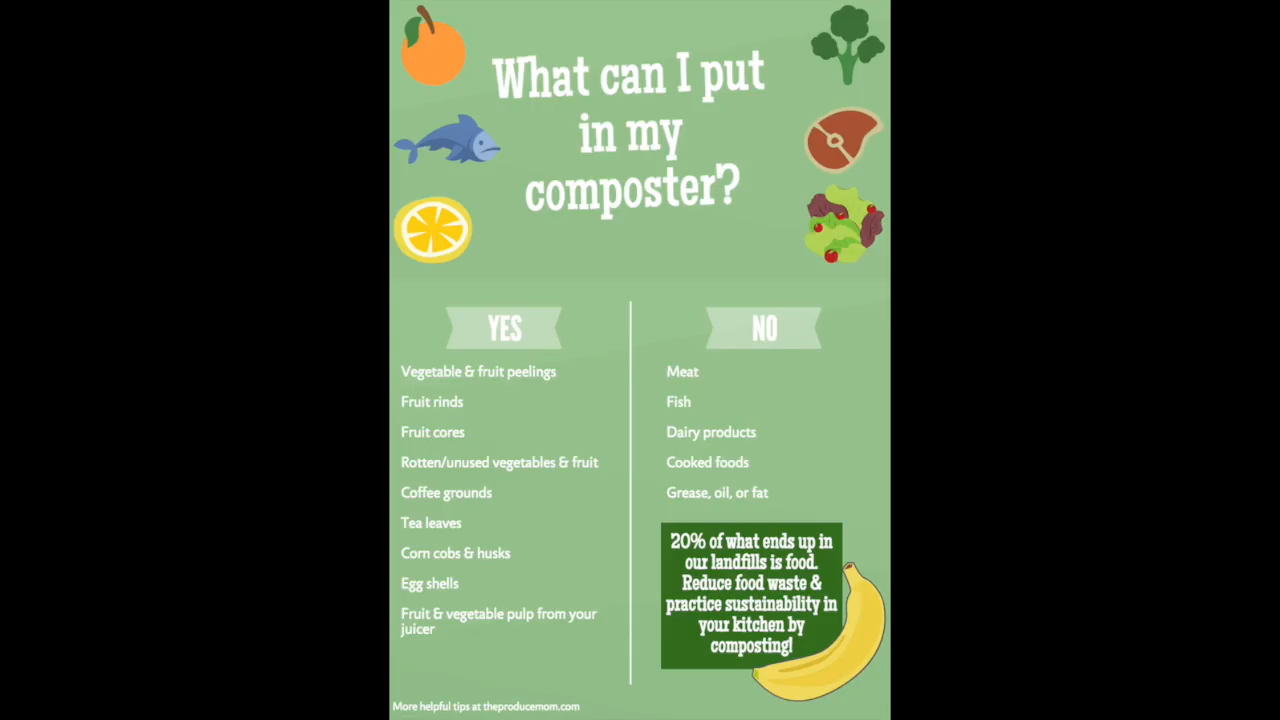 What can I put
in my
composter?
YES
Vegetable & fruit peelings
Fruit rinds
Fruit cores
Rotten/unused vegetables & fruit
Coffee grounds
Tea leaves
Corn cobs & husks
Egg shells
Fruit & vegetable pulp from your
juicer
NO
Meat
Fish
Dairy products
Cooked foods
Grease, oil, or fat
20% of what ends up in
our landfills is food.
Reduce food waste &
practice sustainability in
your kitchen by
composting!
More helpful tips at theproducemom.com